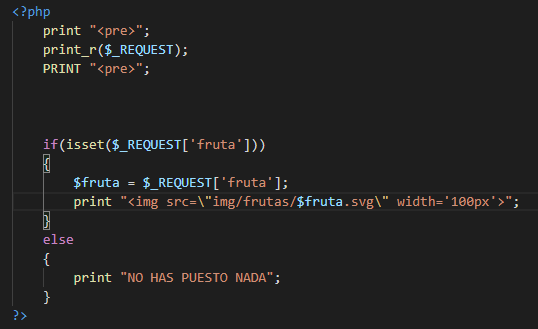 <?php
print "<pre>";
print_r($_REQUEST);
PRINT "<pre>";
if(isset($_REQUEST['fruta']))
{
$fruta = $_REQUEST['fruta'];
print "<img src=\"img/frutas/$fruta.svg\" width='100px'>";
}
else
{
print "NO HAS PUESTO NADA";
}
?>